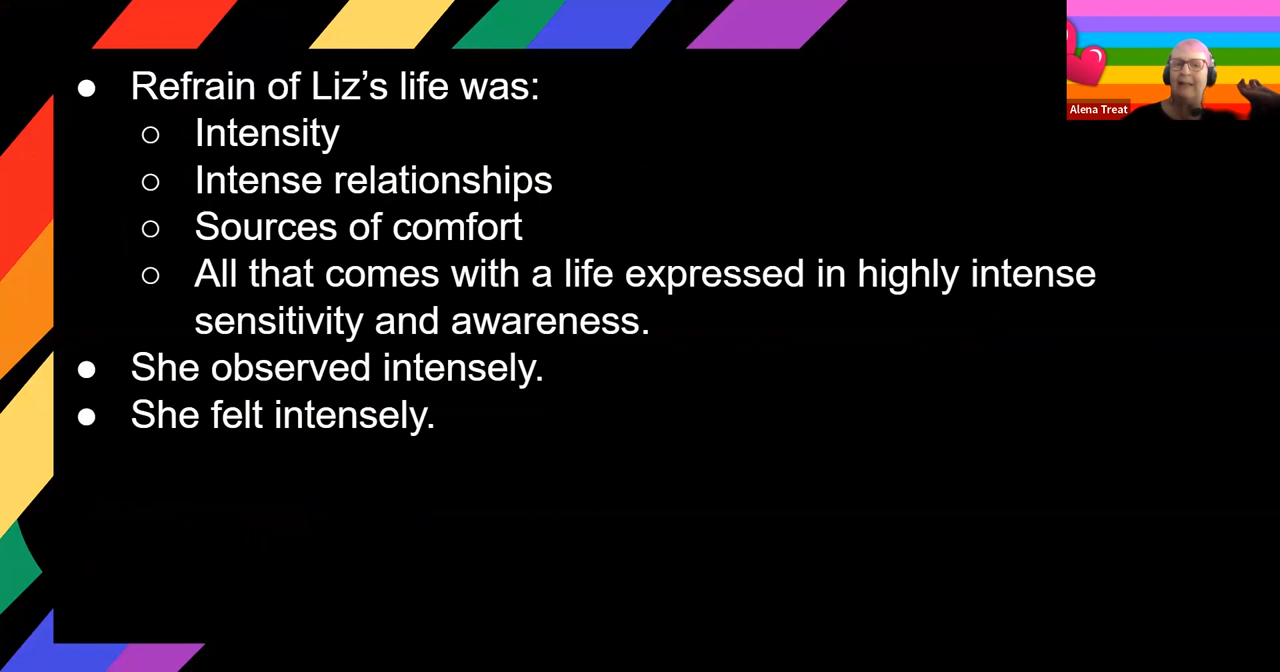 ● Refrain of Liz’s life was:
○ Intensity
○ Intense relationships
○ Sources of comfort
○ All that comes with a life expressed in highly intense
sensitivity and awareness.
● She observed intensely.
● She felt intensely.
Alena Treat